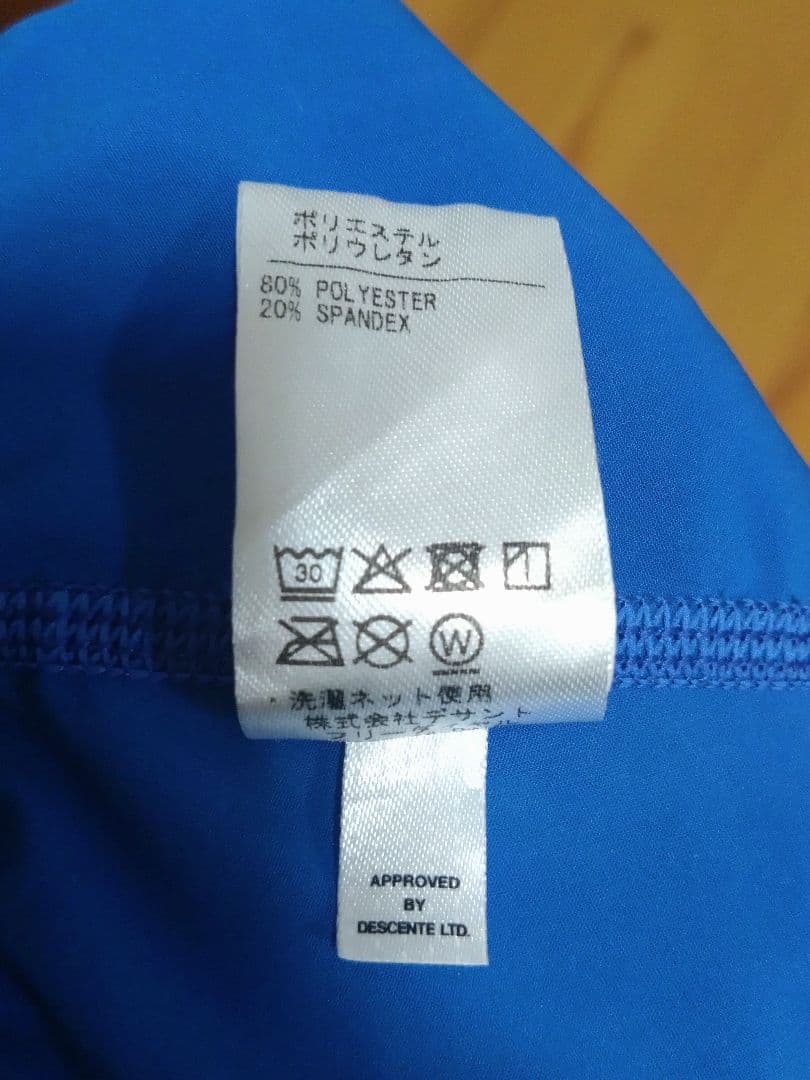 ポリエステル
ポリウレタン
80% POLYESTER
20% SPANDEX
30
W
・洗濯ネット使用
株式会社デサント
APPROVED
BY
DESCENTE LTD.